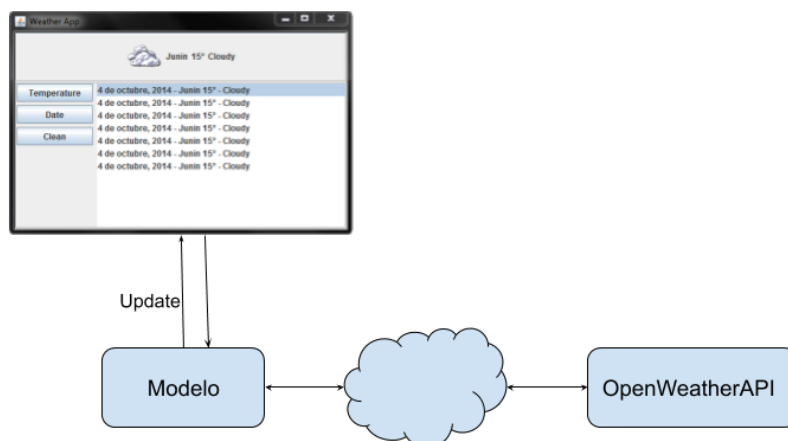 Weather App
Junin 15° Cloudy
Temperature
Date
Clean
4 de octubre, 2014 - Junin 15° - Cloudy
4 de octubre, 2014 - Junin 15° - Cloudy
4 de octubre, 2014 - Junin 15° - Cloudy
4 de octubre, 2014 - Junin 15° - Cloudy
4 de octubre, 2014 - Junin 15° - Cloudy
4 de octubre, 2014 - Junin 15° - Cloudy
4 de octubre, 2014 - Junin 15° - Cloudy
Update
Modelo
OpenWeatherAPI